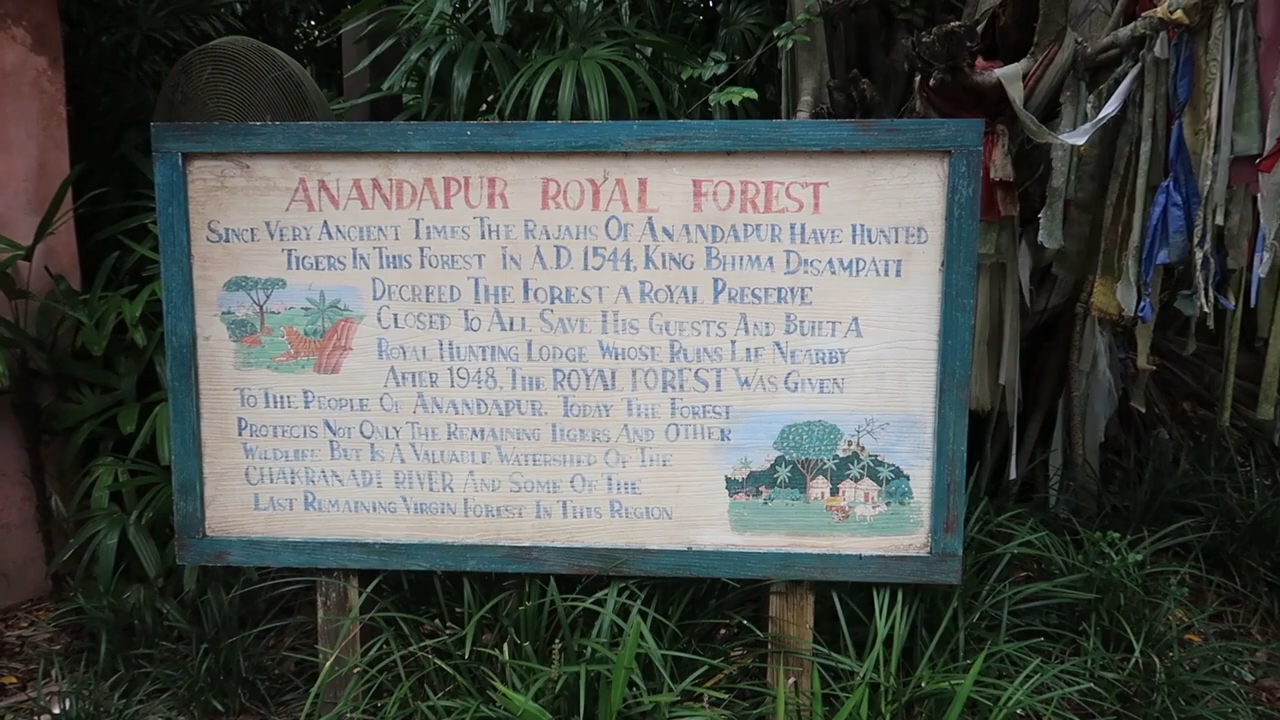 ANANDAPUR ROYAL FOREST
SINCE VERY ANCIENT TIMES THE RAJAHS OF ANANDAPUR HAVE HUNTED
TIGERS IN THIS FOREST IN A.D. 1544, KING BHIMA DISAMPATI
DECREED THE FOREST A ROYAL PRESERVE
CLOSED TO ALL SAVE HIS GUESTS AND BUILT A
ROYAL HUNTING LODGE WHOSE RUINS LIE NEARBY
AFTER 1948, THE ROYAL FOREST WAS GIVEN
TO THE PEOPLE OF ANANDAPUR. TODAY THE FOREST
PROTECTS NOT ONLY THE REMAINING TIGERS AND OTHER
WILDLIFE BUT IS A VALUABLE WATERSHED OF THE
CHAKRANADI RIVER AND SOME OF THE
LAST REMAINING VIRGIN FOREST IN THIS REGION